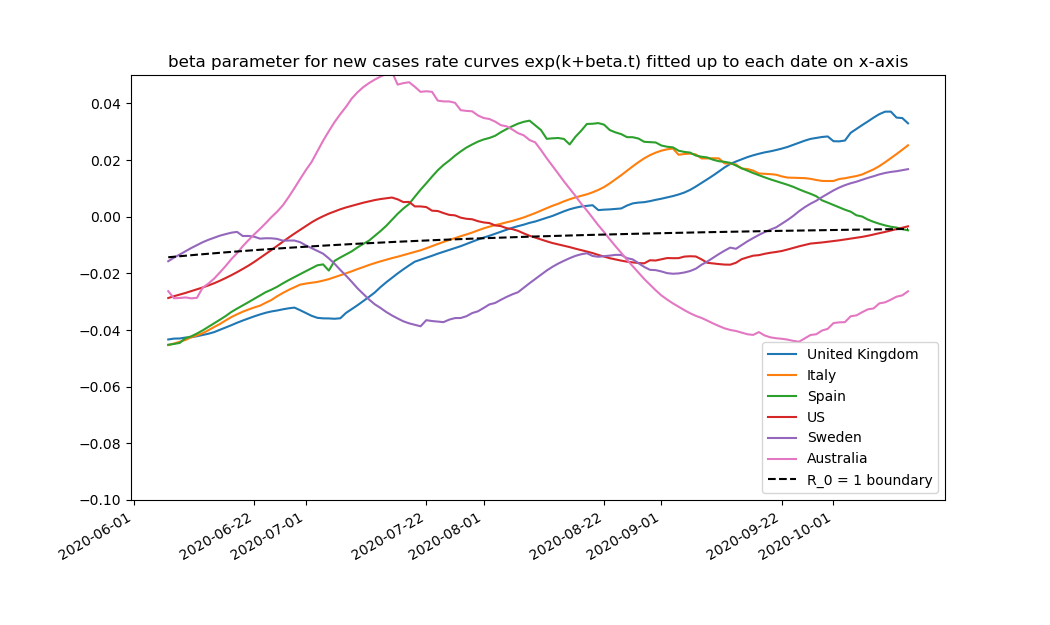 beta parameter for new cases rate curves exp(k+beta.t) fitted up to each date on x-axis
0.04
0.02
0.00
−0.02
−0.04
−0.06
−0.08
−0.10
United Kingdom
Italy
Spain
US
Sweden
Australia
R_0 = 1 boundary
2020-06-01
2020-06-22
2020-07-01
2020-07-22
2020-08-01
2020-08-22
2020-09-01
2020-09-22
2020-10-01